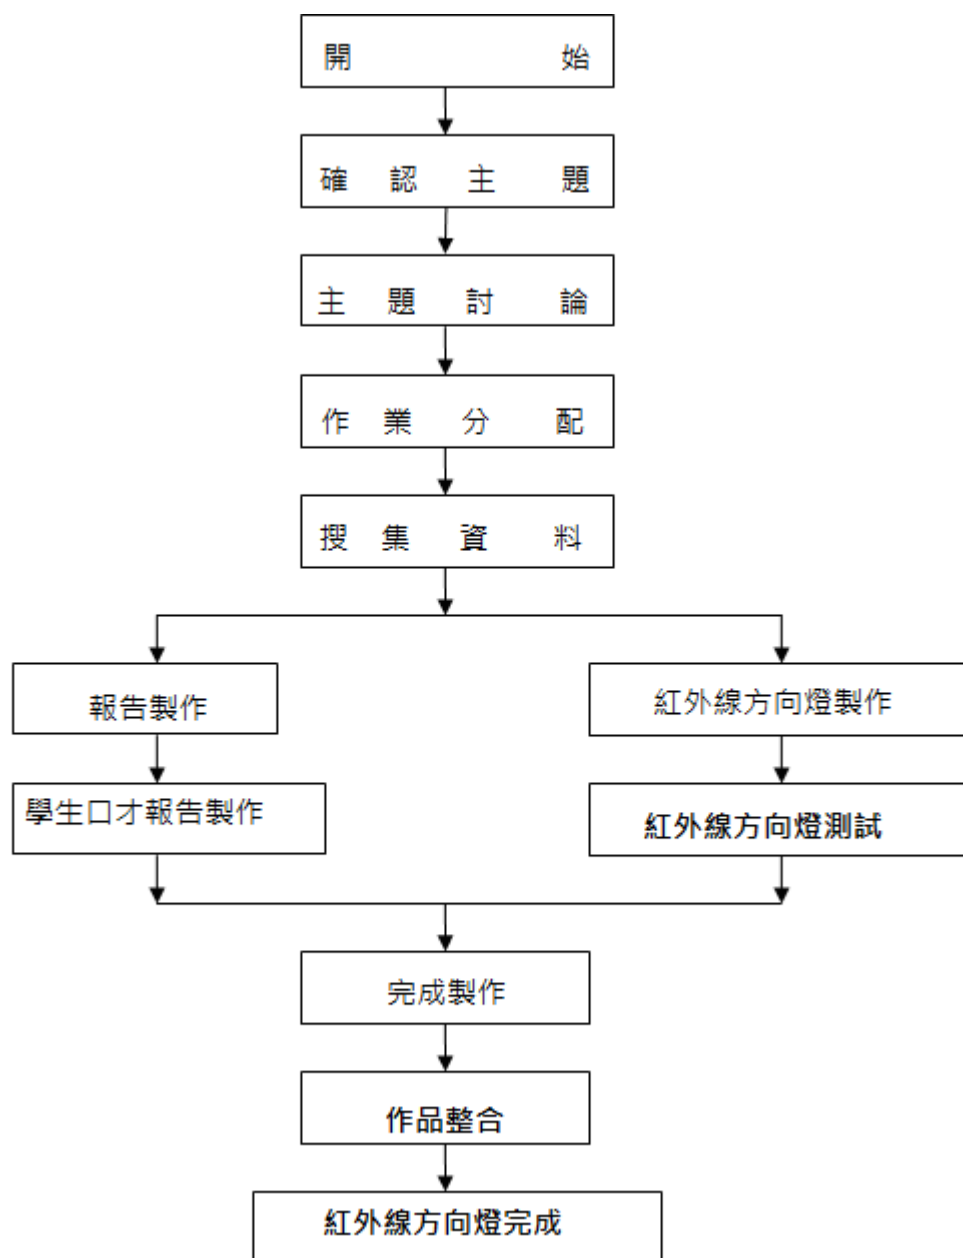 開始
確認主題
主題討論
作業分配
搜集資料
報告製作
紅外線方向燈製作
學生口才報告製作
紅外線方向燈測試
完成製作
作品整合
紅外線方向燈完成